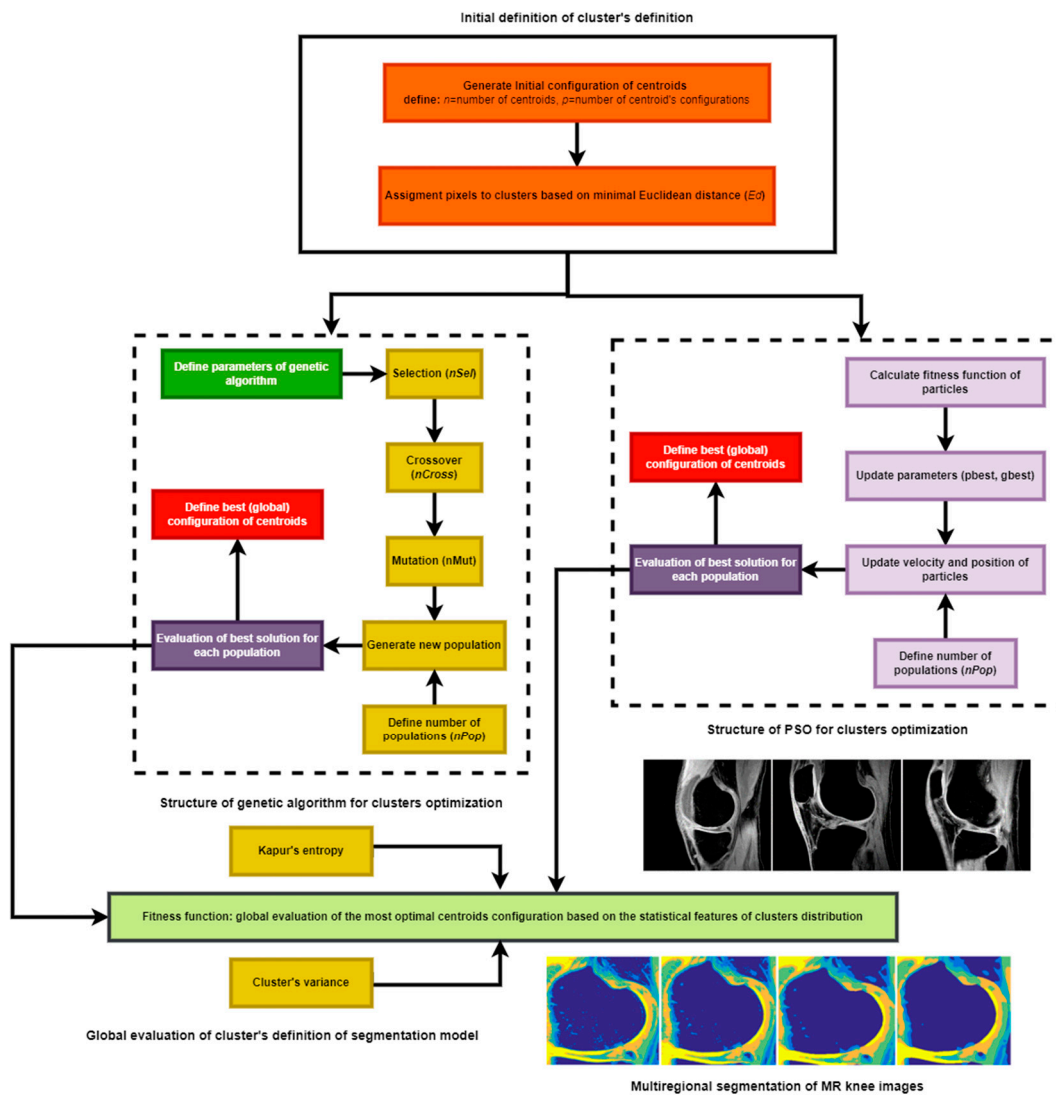 Initial definition of cluster's definition
Generate Initial configuration of centroids
define: n=number of centroids, p=number of centroid's configurations
Assigment pixels to clusters based on minimal Euclidean distance (Ed)
Define parameters of genetic
algorithm
Selection (nSel)
Crossover
(nCross)
Mutation (nMut)
Generate new population
Define number of
populations (nPop)
Evaluation of best solution for
each population
Define best (global)
configuration of centroids
Structure of genetic algorithm for clusters optimization
Calculate fitness function of
particles
Update parameters (pbest, gbest)
Update velocity and position of
particles
Define number of
populations (nPop)
Evaluation of best solution for
each population
Define best (global)
configuration of centroids
Structure of PSO for clusters optimization
Kapur's entropy
Fitness function: global evaluation of the most optimal centroids configuration based on the statistical features of clusters distribution
Cluster's variance
Global evaluation of cluster's definition of segmentation model
Multiregional segmentation of MR knee images